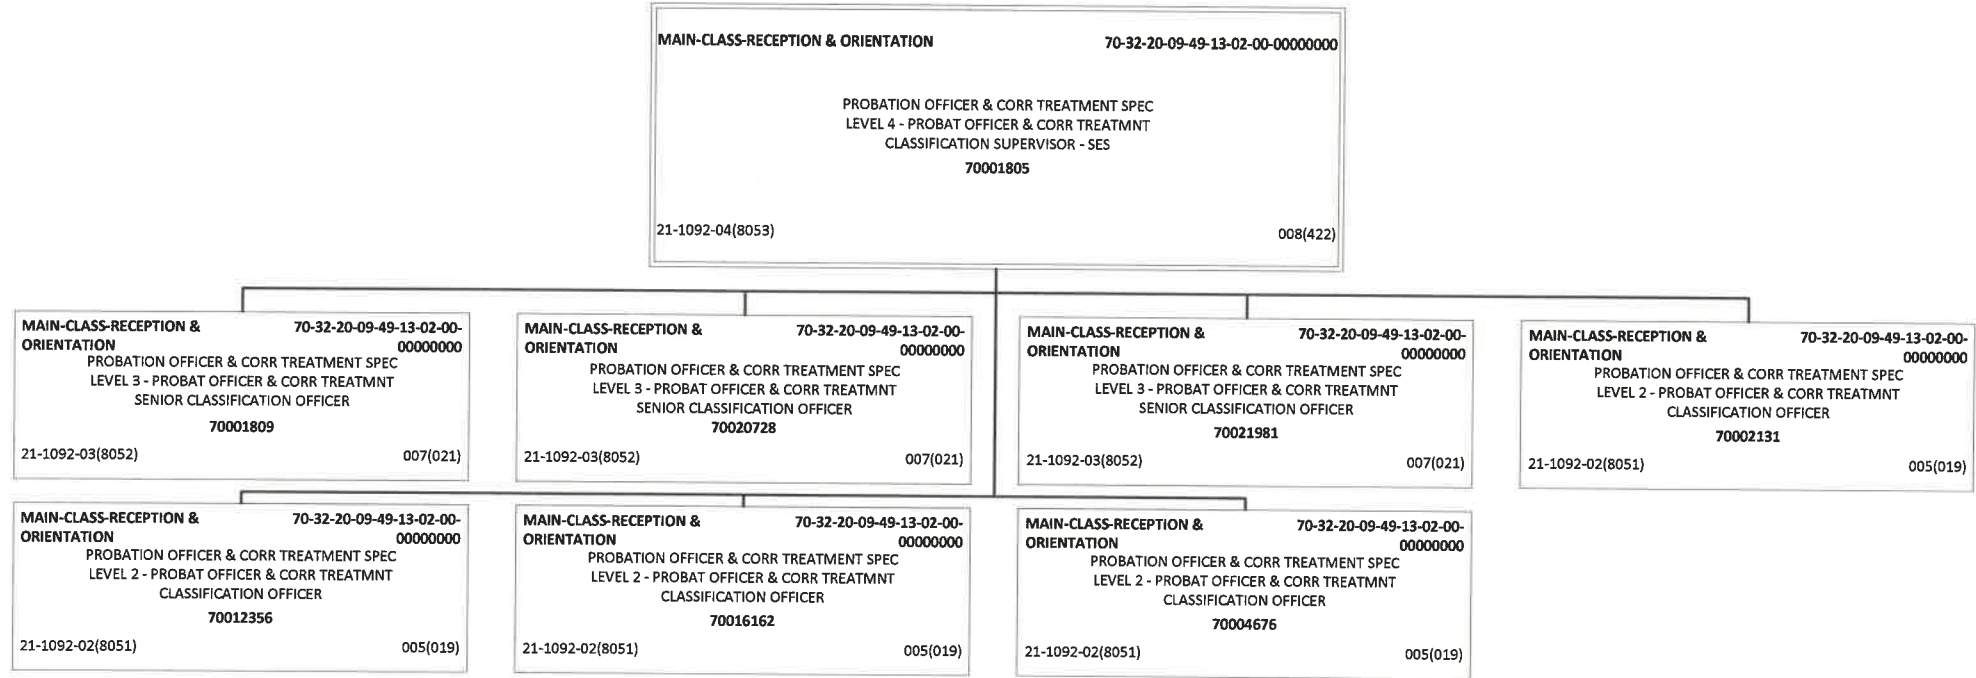 MAIN-CLASS-RECEPTION & ORIENTATION 70-32-20-09-49-13-02-00-00000000
PROBATION OFFICER & CORR TREATMENT SPEC
LEVEL 4 - PROBAT OFFICER & CORR TREATMNT
CLASSIFICATION SUPERVISOR - SES
70001805
21-1092-04(8053) 008(422)
MAIN-CLASS-RECEPTION & 70-32-20-09-49-13-02-00-
ORIENTATION 00000000
PROBATION OFFICER & CORR TREATMENT SPEC
LEVEL 3 - PROBAT OFFICER & CORR TREATMNT
SENIOR CLASSIFICATION OFFICER
70001809
21-1092-03(8052) 007(021)
MAIN-CLASS-RECEPTION & 70-32-20-09-49-13-02-00-
ORIENTATION 00000000
PROBATION OFFICER & CORR TREATMENT SPEC
LEVEL 3 - PROBAT OFFICER & CORR TREATMNT
SENIOR CLASSIFICATION OFFICER
70020728
21-1092-03(8052) 007(021)
MAIN-CLASS-RECEPTION & 70-32-20-09-49-13-02-00-
ORIENTATION 00000000
PROBATION OFFICER & CORR TREATMENT SPEC
LEVEL 3 - PROBAT OFFICER & CORR TREATMNT
SENIOR CLASSIFICATION OFFICER
70021981
21-1092-03(8052) 007(021)
MAIN-CLASS-RECEPTION & 70-32-20-09-49-13-02-00-
ORIENTATION 00000000
PROBATION OFFICER & CORR TREATMENT SPEC
LEVEL 2 - PROBAT OFFICER & CORR TREATMNT
CLASSIFICATION OFFICER
70002131
21-1092-02(8051) 005(019)
MAIN-CLASS-RECEPTION & 70-32-20-09-49-13-02-00-
ORIENTATION 00000000
PROBATION OFFICER & CORR TREATMENT SPEC
LEVEL 2 - PROBAT OFFICER & CORR TREATMNT
CLASSIFICATION OFFICER
70012356
21-1092-02(8051) 005(019)
MAIN-CLASS-RECEPTION & 70-32-20-09-49-13-02-00-
ORIENTATION 00000000
PROBATION OFFICER & CORR TREATMENT SPEC
LEVEL 2 - PROBAT OFFICER & CORR TREATMNT
CLASSIFICATION OFFICER
70016162
21-1092-02(8051) 005(019)
MAIN-CLASS-RECEPTION & 70-32-20-09-49-13-02-00-
ORIENTATION 00000000
PROBATION OFFICER & CORR TREATMENT SPEC
LEVEL 2 - PROBAT OFFICER & CORR TREATMNT
CLASSIFICATION OFFICER
70004676
21-1092-02(8051) 005(019)